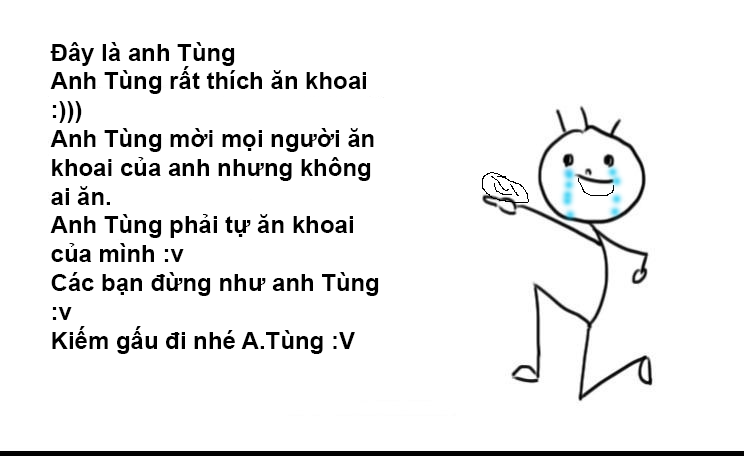 Đây là anh Tùng
Anh Tùng rất thích ăn khoai
:)))
Anh Tùng mời mọi người ăn
khoai của anh nhưng không
ai ăn.
Anh Tùng phải tự ăn khoai
của mình :v
Các bạn đừng như anh Tùng
:v
Kiếm gấu đi nhé A.Tùng :V